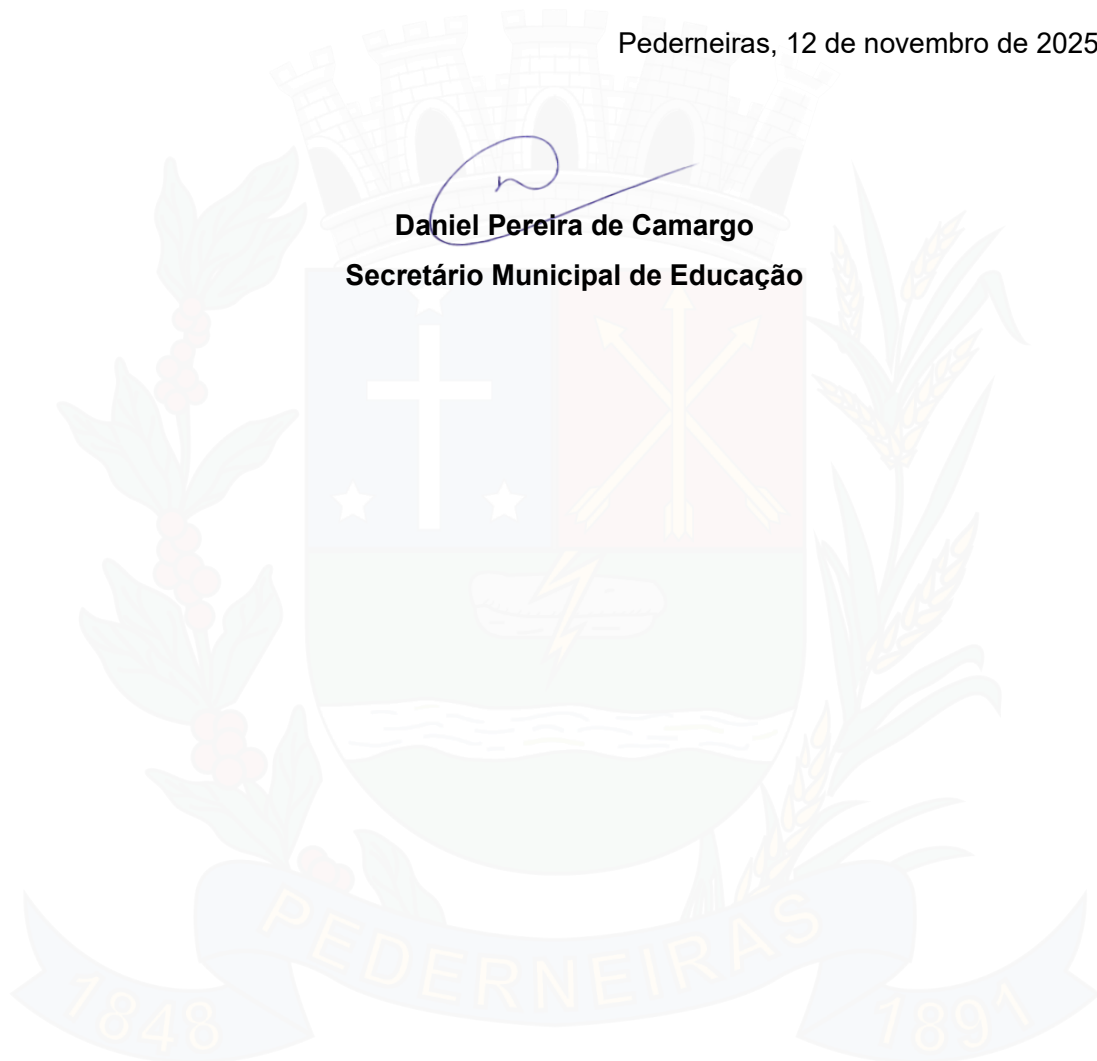 Pederneiras, 12 de novembro de 2025
Daniel Pereira de Camargo
Secretário Municipal de Educação
PEDERNEIRAS
1848
1891